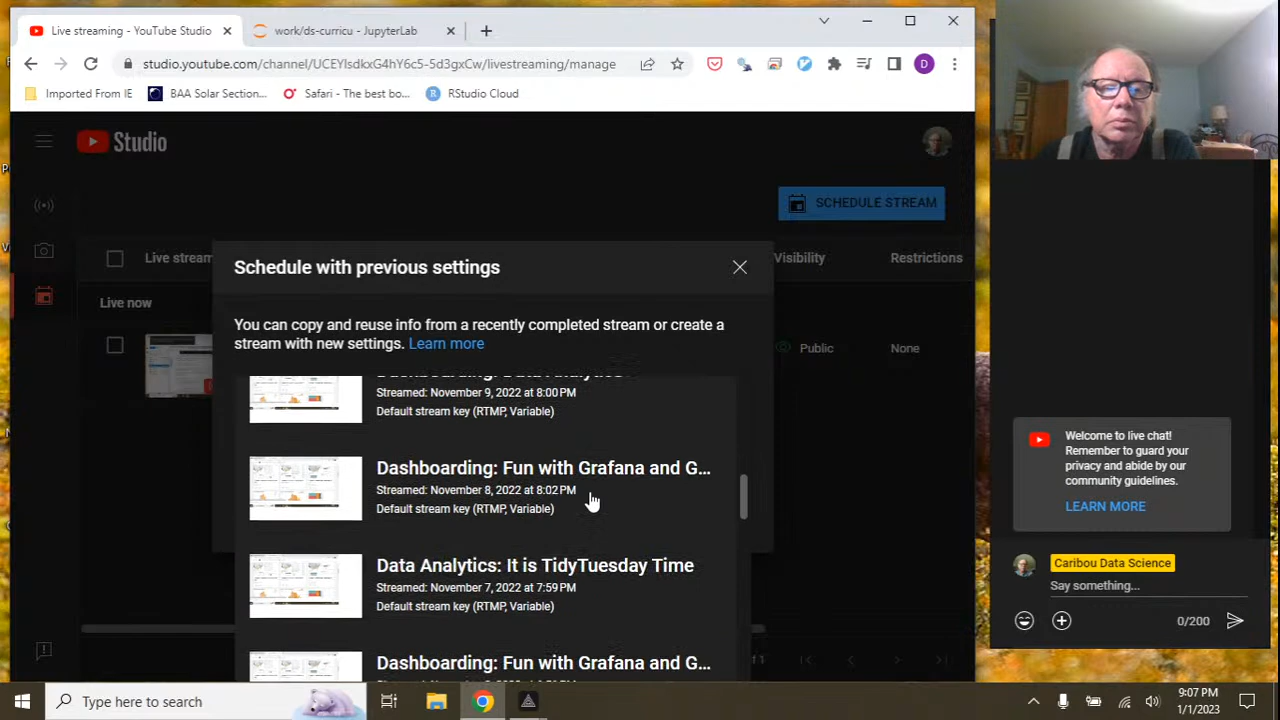 Live streaming - YouTube Studio
work/ds-curricu - JupyterLab
studio.youtube.com/channel/UCEYIsdkxG4hY6c5-5d3gxCw/livestreaming/manage
D
Imported From IE
BAA Solar Section...
Safari - The best bo...
RStudio Cloud
Studio
SCHEDULE STREAM
Live stream
Visibility
Restrictions
Live now
Public
None
Schedule with previous settings
You can copy and reuse info from a recently completed stream or create a
stream with new settings. Learn more
Streamed November 9, 2022 at 8:00 PM
Default stream key (RTMP, Variable)
Dashboarding: Fun with Grafana and G...
Streamed November 8, 2022 at 8:02 PM
Default stream key (RTMP, Variable)
Data Analytics: It is TidyTuesday Time
Streamed November 7, 2022 at 7:59 PM
Default stream key (RTMP, Variable)
Dashboarding: Fun with Grafana and G...
Welcome to live chat!
Remember to guard your
privacy and abide by our
community guidelines.
LEARN MORE
Caribou Data Science
Say something...
0/200
Type here to search
9:07 PM
1/1/2023